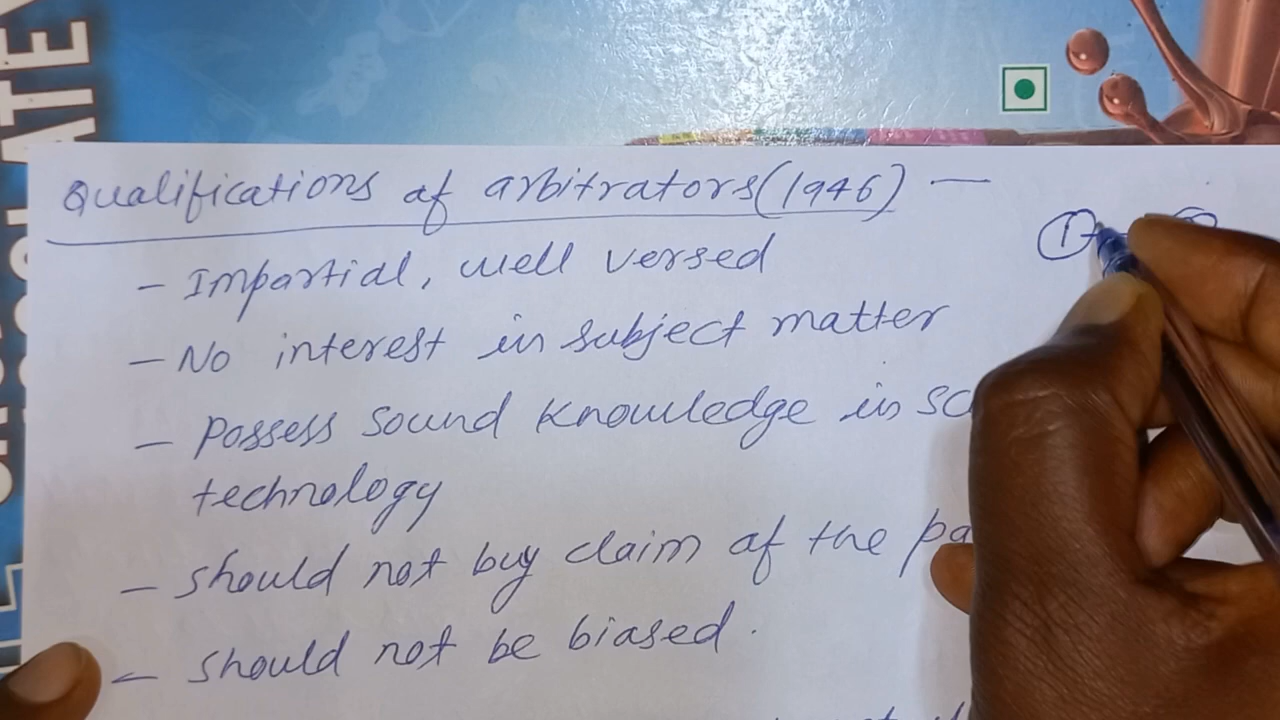 Qualifications of arbitrators (1946) —
- Impartial, well versed
①
- No interest in subject matter
- Possess sound knowledge in
technology
- should not buy claim of the
- should not be biased.